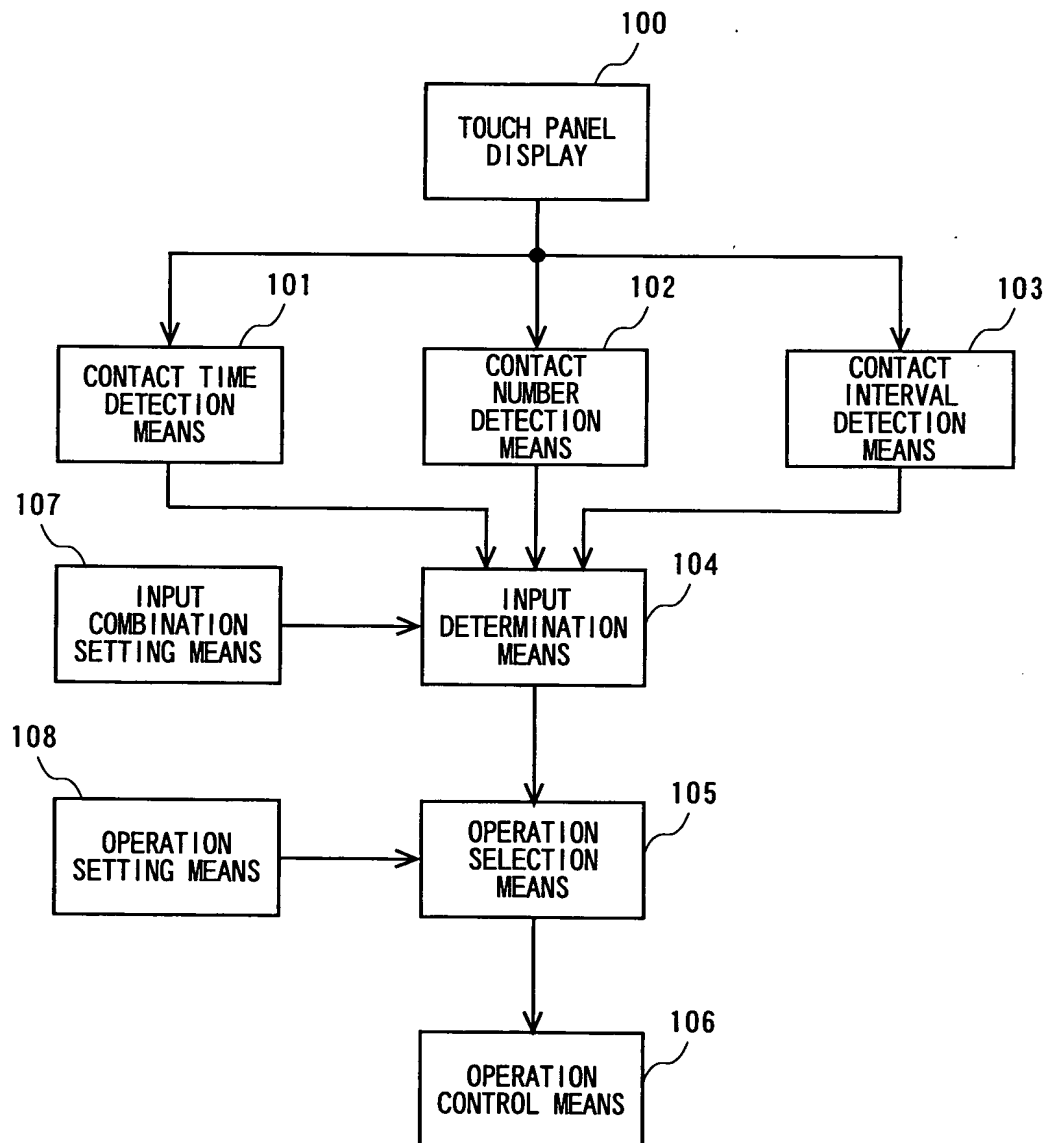 100
TOUCH PANEL
DISPLAY
101
102
103
CONTACT TIME
DETECTION
MEANS
CONTACT
NUMBER
DETECTION
MEANS
CONTACT
INTERVAL
DETECTION
MEANS
107
INPUT
COMBINATION
SETTING MEANS
104
INPUT
DETERMINATION
MEANS
108
OPERATION
SETTING MEANS
105
OPERATION
SELECTION
MEANS
106
OPERATION
CONTROL MEANS